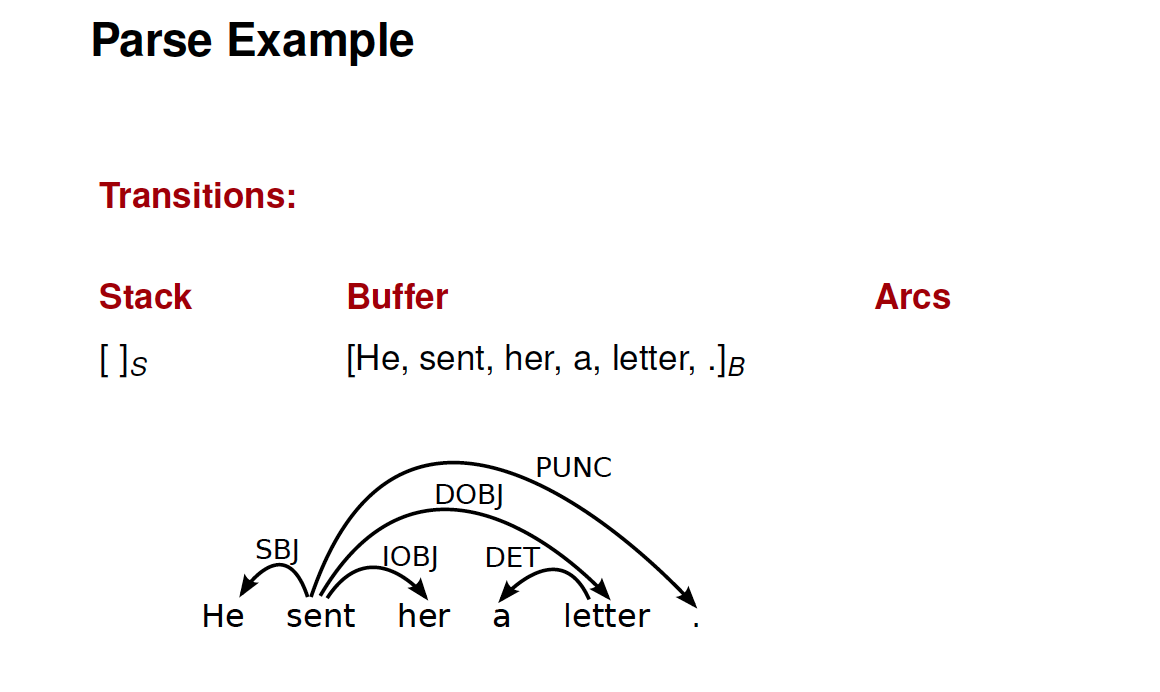 Parse Example
Transitions:
Stack Buffer Arcs
[ ]S [He, sent, her, a, letter, .]B
PUNC
DOBJ
SBJ IOBJ DET
He sent her a letter .